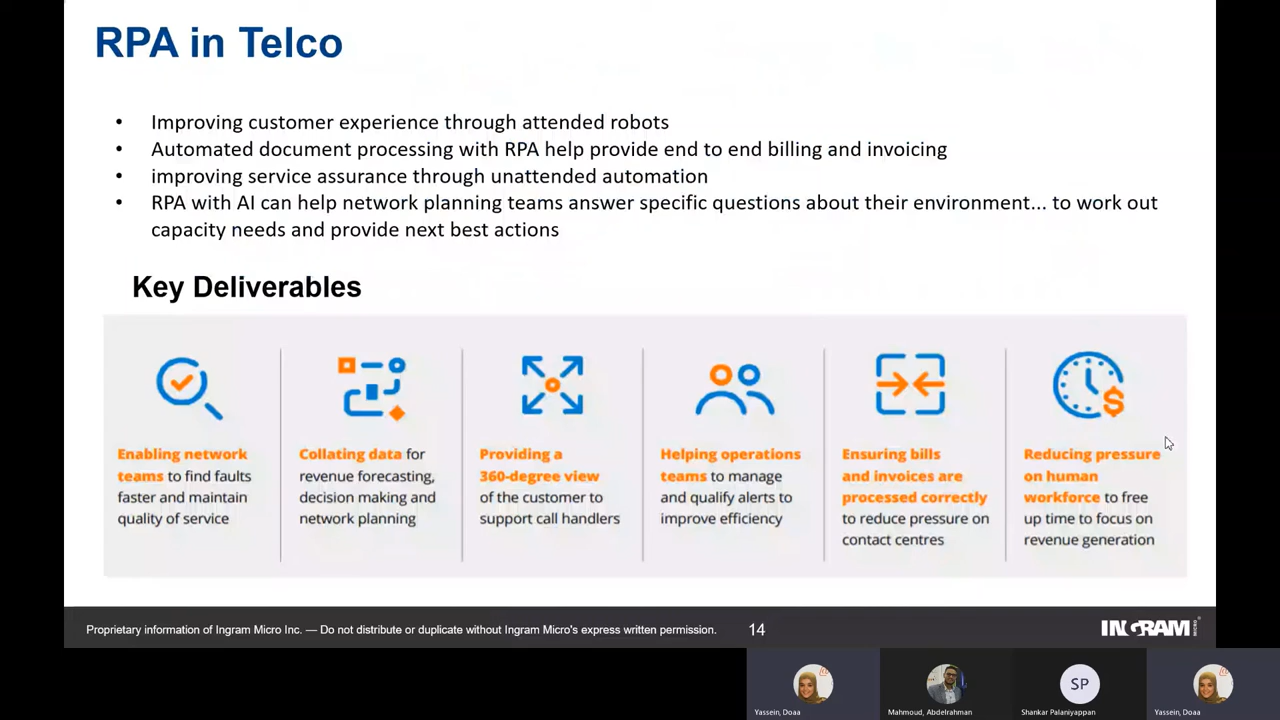 RPA in Telco
• Improving customer experience through attended robots
• Automated document processing with RPA help provide end to end billing and invoicing
• improving service assurance through unattended automation
• RPA with AI can help network planning teams answer specific questions about their environment... to work out
capacity needs and provide next best actions
Key Deliverables
Enabling network
teams to find faults
faster and maintain
quality of service
Collating data for
revenue forecasting,
decision making and
network planning
Providing a
360-degree view
of the customer to
support call handlers
Helping operations
teams to manage
and qualify alerts to
improve efficiency
Ensuring bills
and invoices are
processed correctly
to reduce pressure on
contact centres
$
Reducing pressure
on human
workforce to free
up time to focus on
revenue generation
Proprietary information of Ingram Micro Inc. — Do not distribute or duplicate without Ingram Micro's express written permission.
14
INGRAM MICRO
SP
Yassein, Doaa
Mahmoud, Abdelrahman
Shankar Palaniyappan
Yassein, Doaa